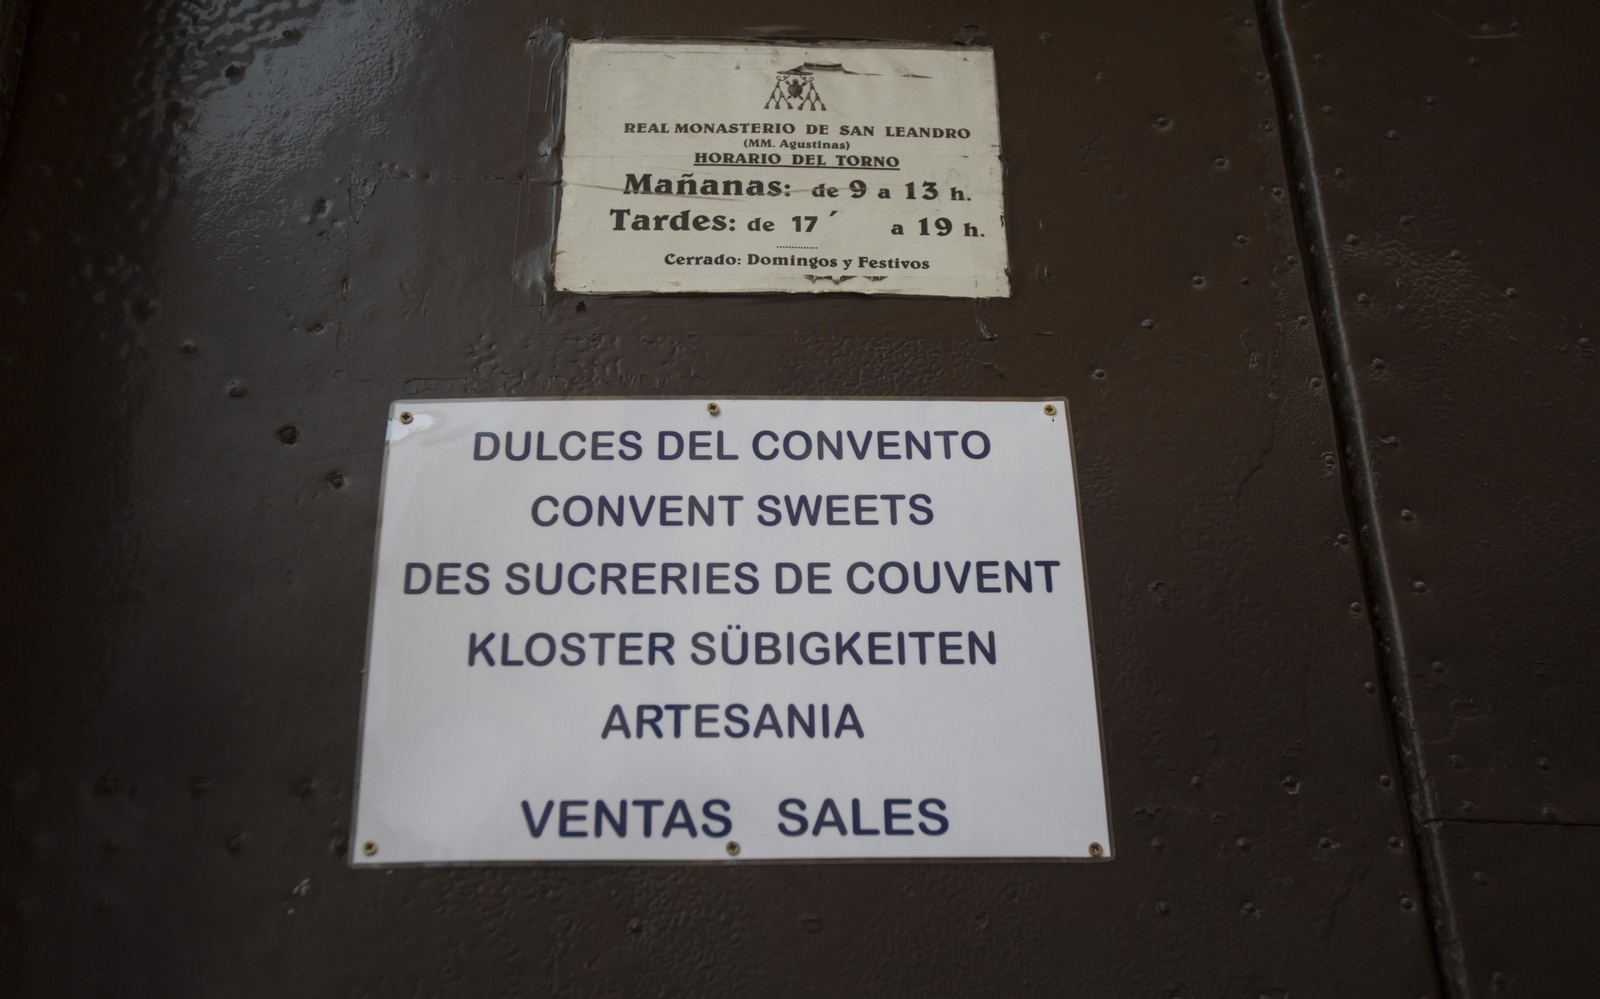 REAL MONASTERIO DE SAN LEANDRO
(MM. Agustinas)
HORARIO DEL TORNO
Mañanas: de 9 a 13 h.
Tardes: de 17 ´ a 19 h.
Cerrado: Domingos y Festivos
DULCES DEL CONVENTO
CONVENT SWEETS
DES SUCRERIES DE COUVENT
KLOSTER SÜBIGKEITEN
ARTESANIA
VENTAS SALES